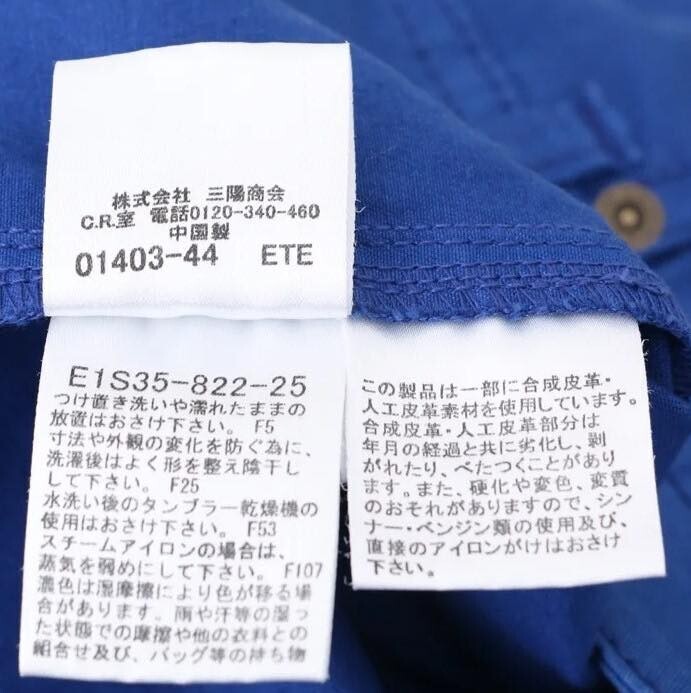 株式会社 三陽商会
C.R.室 電話0120-340-460
中国製
01403-44 ETE
E1S35-822-25
つけ置き洗いや濡れたままの
放置はおさけ下さい。 F5
寸法や外観の変化を防ぐ為に、
洗濯後はよく形を整え陰干し
して下さい。 F25
水洗い後のタンブラー乾燥機の
使用はおさけ下さい。 F53
スチームアイロンの場合は、
蒸気を弱めにして下さい。 F107
濃色は湿摩擦により色が移る場
合があります。雨や汗等の湿っ
た状態での摩擦や他の衣料との
組合せ及び、バッグ等の持ち物
この製品は一部に合成皮革・
人工皮革素材を使用しています。
合成皮革・人工皮革部分は
年月の経過と共に劣化し、剥
がれたり、べたつくことがあり
ます。また、硬化や変色、変質
のおそれがありますので、シン
ナー・ベンジン類の使用及び、
直接のアイロンがけはおさけ
下さい。